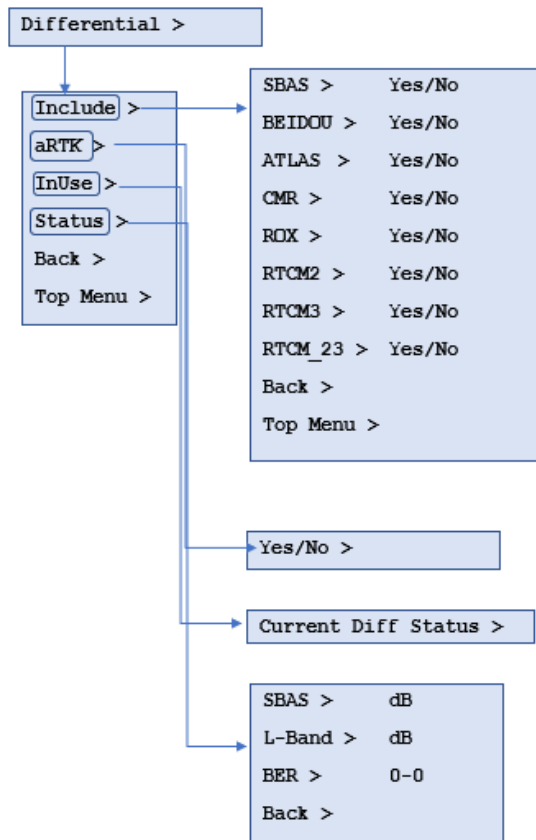 Differential >
Include >
aRTK >
InUse >
Status >
Back >
Top Menu >
SBAS > Yes/No
BEIDOU > Yes/No
ATLAS > Yes/No
CMR > Yes/No
ROX > Yes/No
RTCM2 > Yes/No
RTCM3 > Yes/No
RTCM_23 > Yes/No
Back >
Top Menu >
Yes/No >
Current Diff Status >
SBAS > dB
L-Band > dB
BER > 0-0
Back >